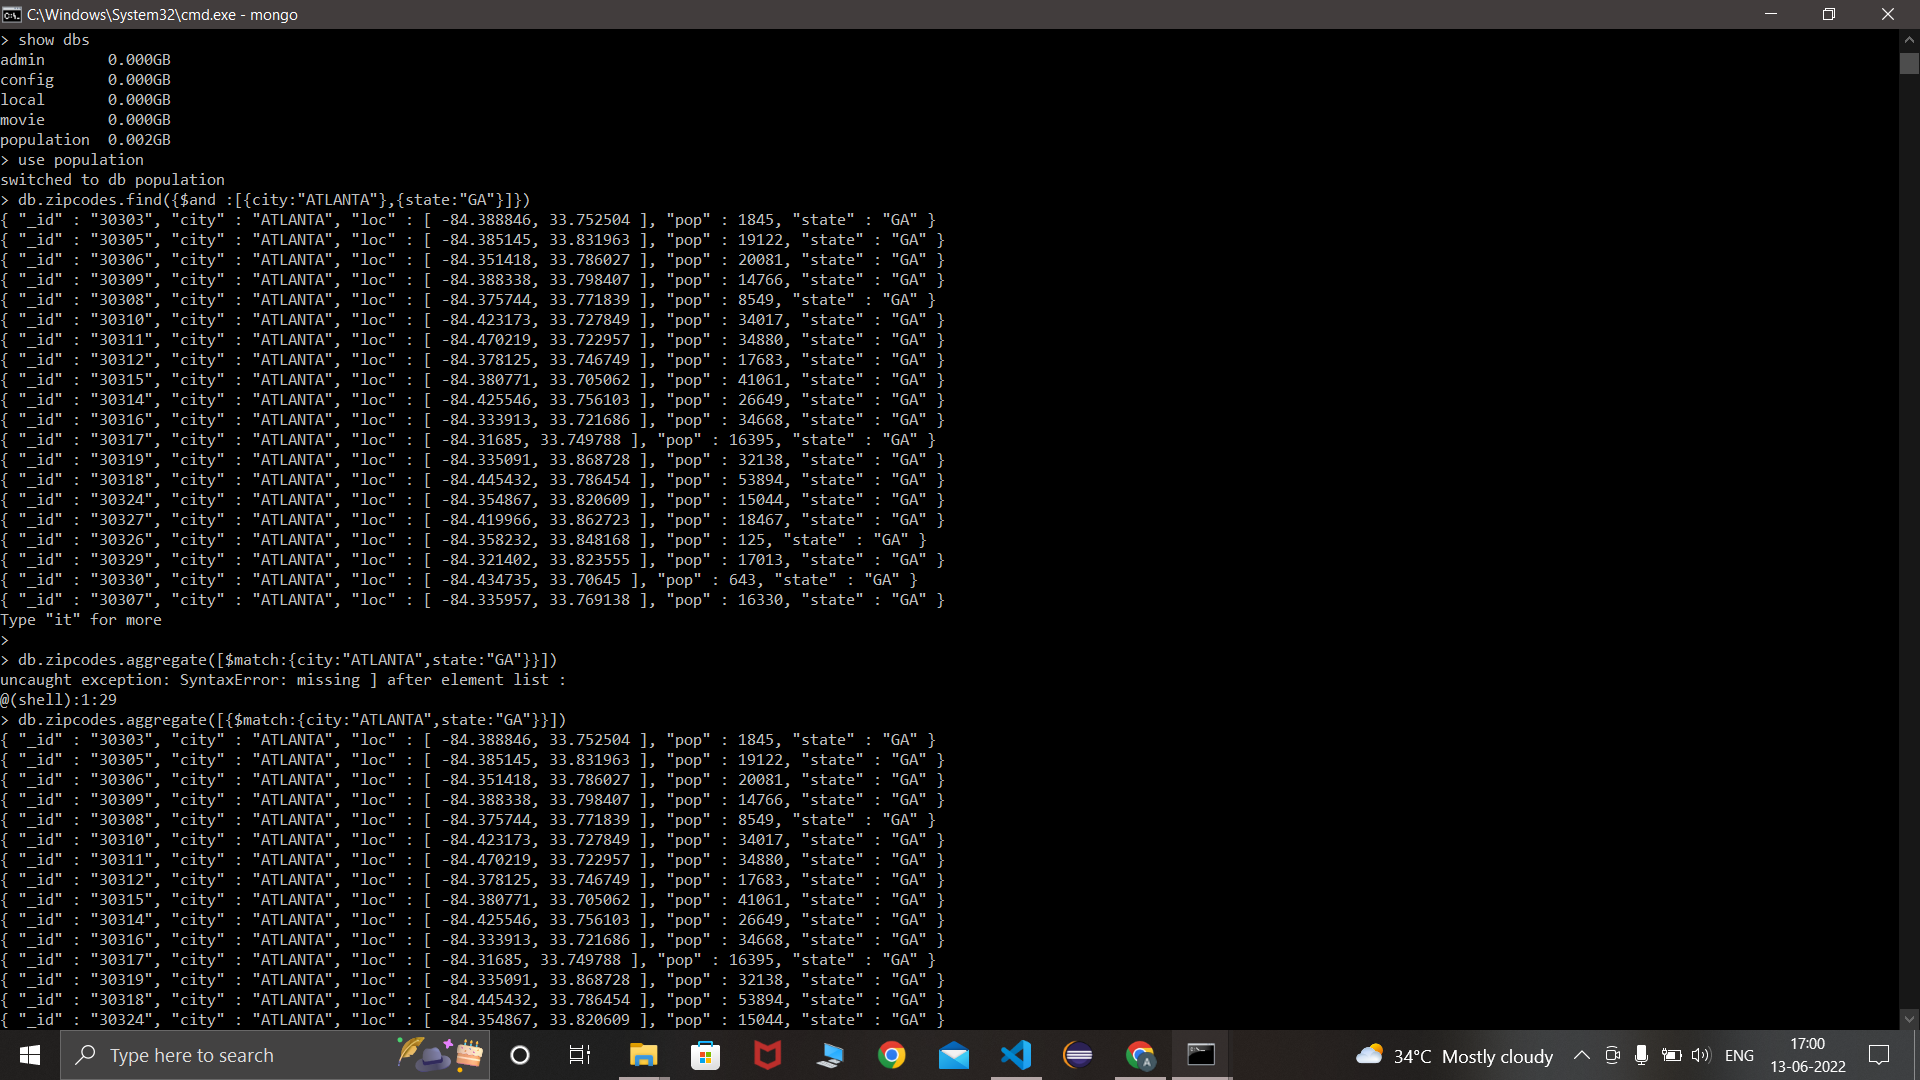 C:\Windows\System32\cmd.exe - mongo
> show dbs
admin       0.000GB
config      0.000GB
local       0.000GB
movie       0.000GB
population  0.002GB
> use population
switched to db population
> db.zipcodes.find({$and :[{city:"ATLANTA"},{state:"GA"}]})
{ "_id" : "30303", "city" : "ATLANTA", "loc" : [ -84.388846, 33.752504 ], "pop" : 1845, "state" : "GA" }
{ "_id" : "30305", "city" : "ATLANTA", "loc" : [ -84.385145, 33.831963 ], "pop" : 19122, "state" : "GA" }
{ "_id" : "30306", "city" : "ATLANTA", "loc" : [ -84.351418, 33.786027 ], "pop" : 20081, "state" : "GA" }
{ "_id" : "30309", "city" : "ATLANTA", "loc" : [ -84.388338, 33.798407 ], "pop" : 14766, "state" : "GA" }
{ "_id" : "30308", "city" : "ATLANTA", "loc" : [ -84.375744, 33.771839 ], "pop" : 8549, "state" : "GA" }
{ "_id" : "30310", "city" : "ATLANTA", "loc" : [ -84.423173, 33.727849 ], "pop" : 34017, "state" : "GA" }
{ "_id" : "30311", "city" : "ATLANTA", "loc" : [ -84.470219, 33.722957 ], "pop" : 34880, "state" : "GA" }
{ "_id" : "30312", "city" : "ATLANTA", "loc" : [ -84.378125, 33.746749 ], "pop" : 17683, "state" : "GA" }
{ "_id" : "30315", "city" : "ATLANTA", "loc" : [ -84.380771, 33.705062 ], "pop" : 41061, "state" : "GA" }
{ "_id" : "30314", "city" : "ATLANTA", "loc" : [ -84.425546, 33.756103 ], "pop" : 26649, "state" : "GA" }
{ "_id" : "30316", "city" : "ATLANTA", "loc" : [ -84.333913, 33.721686 ], "pop" : 34668, "state" : "GA" }
{ "_id" : "30317", "city" : "ATLANTA", "loc" : [ -84.31685, 33.749788 ], "pop" : 16395, "state" : "GA" }
{ "_id" : "30319", "city" : "ATLANTA", "loc" : [ -84.335091, 33.868728 ], "pop" : 32138, "state" : "GA" }
{ "_id" : "30318", "city" : "ATLANTA", "loc" : [ -84.445432, 33.786454 ], "pop" : 53894, "state" : "GA" }
{ "_id" : "30324", "city" : "ATLANTA", "loc" : [ -84.354867, 33.820609 ], "pop" : 15044, "state" : "GA" }
{ "_id" : "30327", "city" : "ATLANTA", "loc" : [ -84.419966, 33.862723 ], "pop" : 18467, "state" : "GA" }
{ "_id" : "30326", "city" : "ATLANTA", "loc" : [ -84.358232, 33.848168 ], "pop" : 125, "state" : "GA" }
{ "_id" : "30329", "city" : "ATLANTA", "loc" : [ -84.321402, 33.823555 ], "pop" : 17013, "state" : "GA" }
{ "_id" : "30330", "city" : "ATLANTA", "loc" : [ -84.434735, 33.70645 ], "pop" : 643, "state" : "GA" }
{ "_id" : "30307", "city" : "ATLANTA", "loc" : [ -84.335957, 33.769138 ], "pop" : 16330, "state" : "GA" }
Type "it" for more
>
> db.zipcodes.aggregate([$match:{city:"ATLANTA",state:"GA"}}])
uncaught exception: SyntaxError: missing ] after element list :
@(shell):1:29
> db.zipcodes.aggregate([{$match:{city:"ATLANTA",state:"GA"}}])
{ "_id" : "30303", "city" : "ATLANTA", "loc" : [ -84.388846, 33.752504 ], "pop" : 1845, "state" : "GA" }
{ "_id" : "30305", "city" : "ATLANTA", "loc" : [ -84.385145, 33.831963 ], "pop" : 19122, "state" : "GA" }
{ "_id" : "30306", "city" : "ATLANTA", "loc" : [ -84.351418, 33.786027 ], "pop" : 20081, "state" : "GA" }
{ "_id" : "30309", "city" : "ATLANTA", "loc" : [ -84.388338, 33.798407 ], "pop" : 14766, "state" : "GA" }
{ "_id" : "30308", "city" : "ATLANTA", "loc" : [ -84.375744, 33.771839 ], "pop" : 8549, "state" : "GA" }
{ "_id" : "30310", "city" : "ATLANTA", "loc" : [ -84.423173, 33.727849 ], "pop" : 34017, "state" : "GA" }
{ "_id" : "30311", "city" : "ATLANTA", "loc" : [ -84.470219, 33.722957 ], "pop" : 34880, "state" : "GA" }
{ "_id" : "30312", "city" : "ATLANTA", "loc" : [ -84.378125, 33.746749 ], "pop" : 17683, "state" : "GA" }
{ "_id" : "30315", "city" : "ATLANTA", "loc" : [ -84.380771, 33.705062 ], "pop" : 41061, "state" : "GA" }
{ "_id" : "30314", "city" : "ATLANTA", "loc" : [ -84.425546, 33.756103 ], "pop" : 26649, "state" : "GA" }
{ "_id" : "30316", "city" : "ATLANTA", "loc" : [ -84.333913, 33.721686 ], "pop" : 34668, "state" : "GA" }
{ "_id" : "30317", "city" : "ATLANTA", "loc" : [ -84.31685, 33.749788 ], "pop" : 16395, "state" : "GA" }
{ "_id" : "30319", "city" : "ATLANTA", "loc" : [ -84.335091, 33.868728 ], "pop" : 32138, "state" : "GA" }
{ "_id" : "30318", "city" : "ATLANTA", "loc" : [ -84.445432, 33.786454 ], "pop" : 53894, "state" : "GA" }
{ "_id" : "30324", "city" : "ATLANTA", "loc" : [ -84.354867, 33.820609 ], "pop" : 15044, "state" : "GA" }
Type here to search
34°C Mostly cloudy
ENG
17:00
13-06-2022